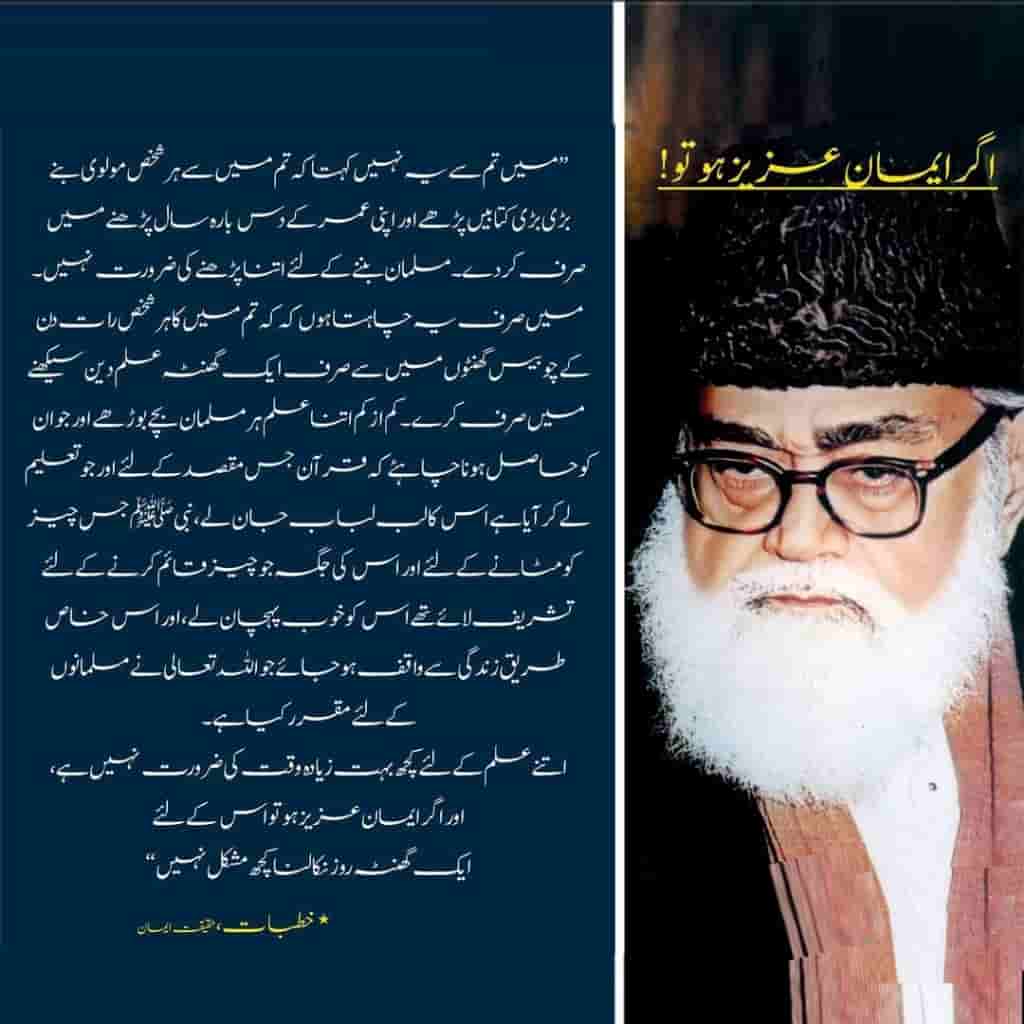 اگر ایمان عزیز ہو تو!
”میں تم سے یہ نہیں کہتا کہ تم میں سے ہر شخص مولوی بنے
بڑی بڑی کتابیں پڑھے اور اپنی عمر کے دس بارہ سال پڑھنے میں
صرف کر دے۔ مسلمان بننے کے لئے اتنا پڑھنے کی ضرورت نہیں۔
میں صرف یہ چاہتا ہوں کہ کہ تم میں کا ہر شخص رات دن
کے چوبیس گھنٹوں میں سے صرف ایک گھنٹہ علم دین سیکھنے
میں صرف کرے۔ کم از کم اتنا علم ہر مسلمان بچے بوڑھے اور جوان
کو حاصل ہونا چاہئے کہ قرآن جس مقصد کے لئے اور جو تعلیم
لے کر آیا ہے اس کا لب لباب جان لے، نبی ﷺ جس چیز
کو مٹانے کے لئے اور اس کی جگہ جو چیز قائم کرنے کے لئے
تشریف لائے تھے اس کو خوب پہچان لے، اور اس خاص
طریق زندگی سے واقف ہو جائے جو اللہ تعالی نے مسلمانوں
کے لئے مقرر کیا ہے۔
اتنے علم کے لئے کچھ بہت زیادہ وقت کی ضرورت نہیں ہے،
اور اگر ایمان عزیز ہو تو اس کے لئے
ایک گھنٹہ روز نکالنا کچھ مشکل نہیں“
* خطبات، حقیقت ایمان